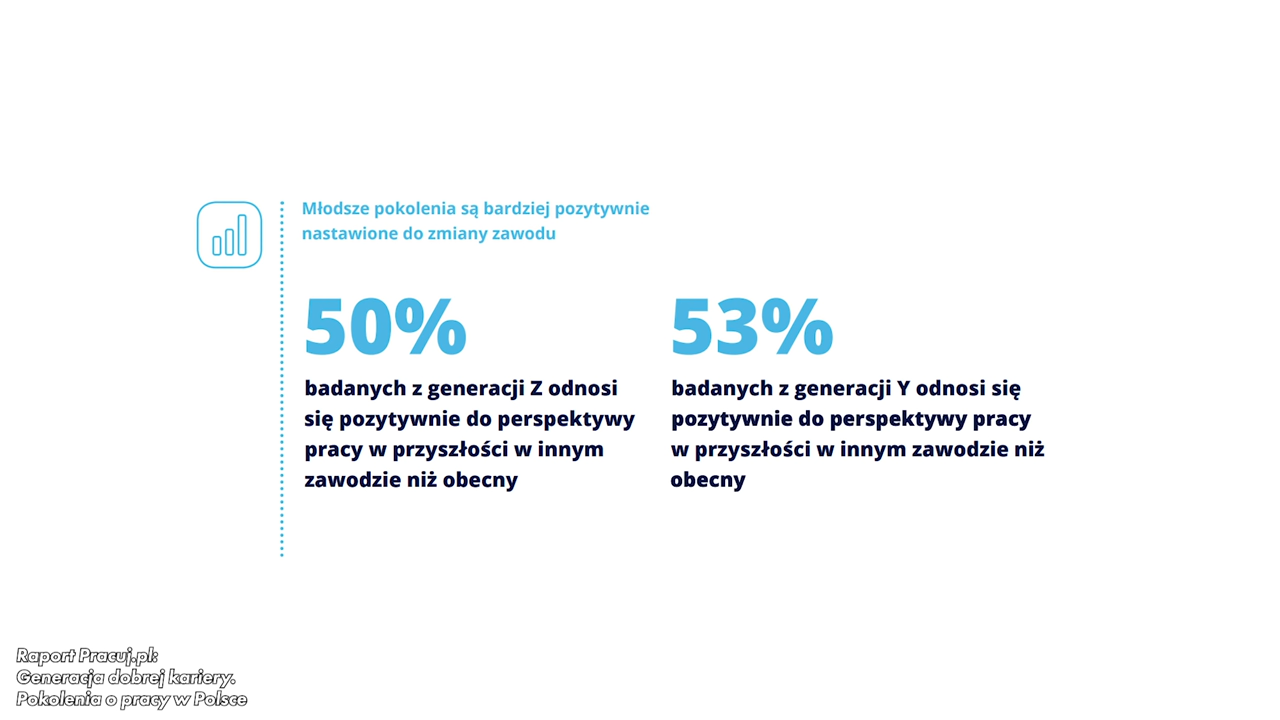 Młodsze pokolenia są bardziej pozytywnie
nastawione do zmiany zawodu
50%
badanych z generacji Z odnosi
się pozytywnie do perspektywy
pracy w przyszłości w innym
zawodzie niż obecny
53%
badanych z generacji Y odnosi się
pozytywnie do perspektywy pracy
w przyszłości w innym zawodzie niż
obecny
Raport Pracuj.pl:
Generacja dobrej kariery.
Pokolenia o pracy w Polsce